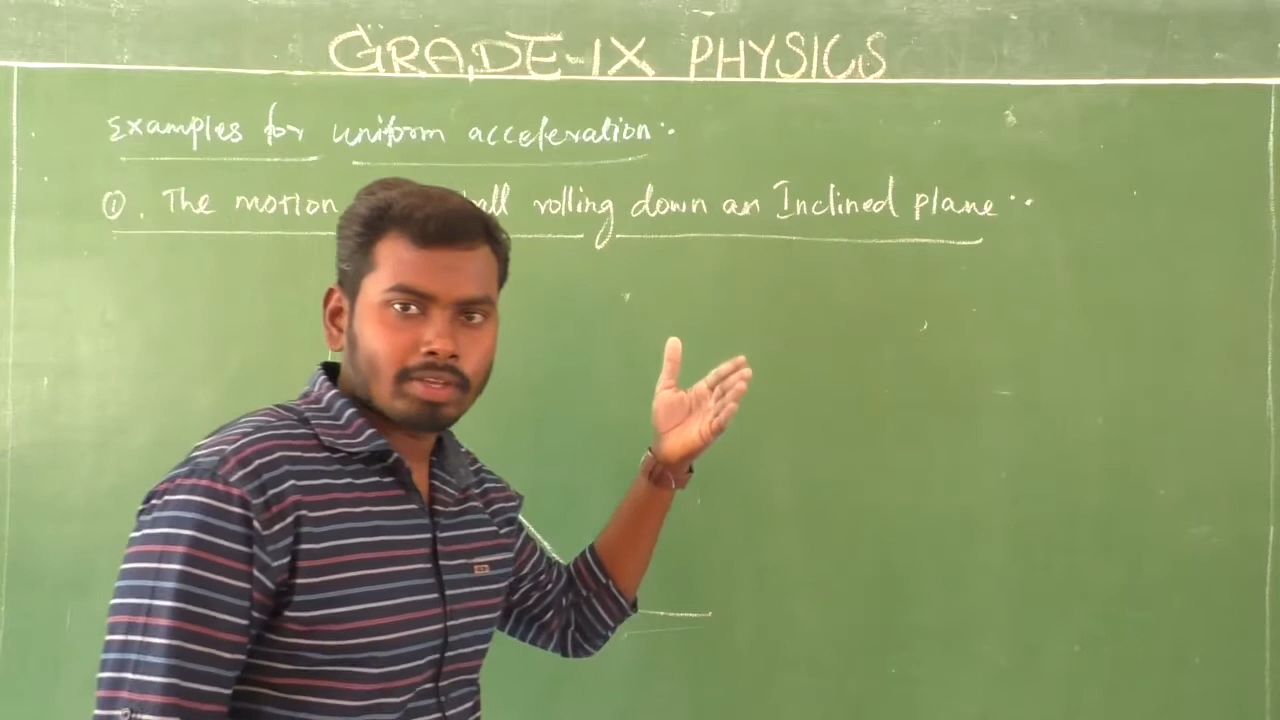 GRADE-IX PHYSICS
Examples for uniform acceleration:
①. The motion ball rolling down an Inclined plane..